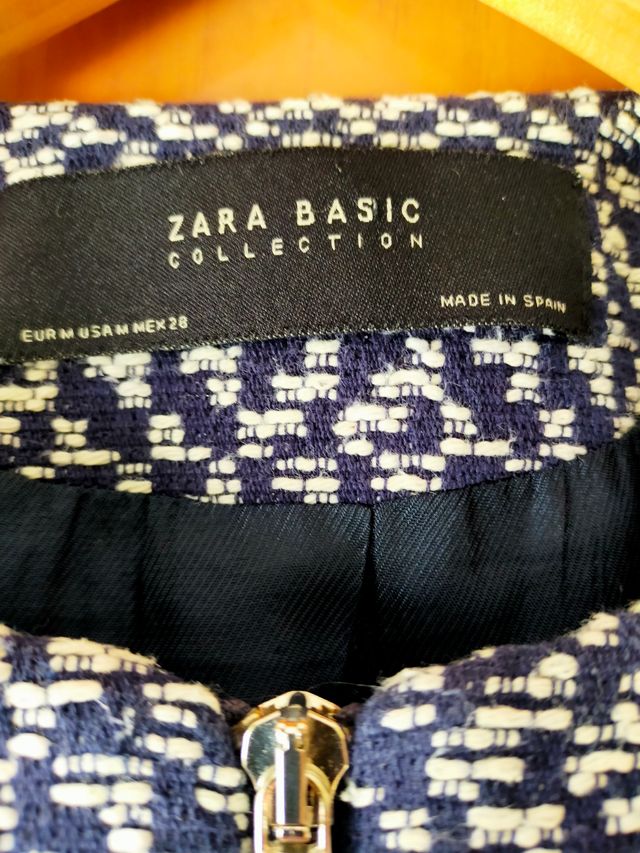 ZARA BASIC
COLLECTION
MADE IN SPAIN
EUR M USA M MEX 28